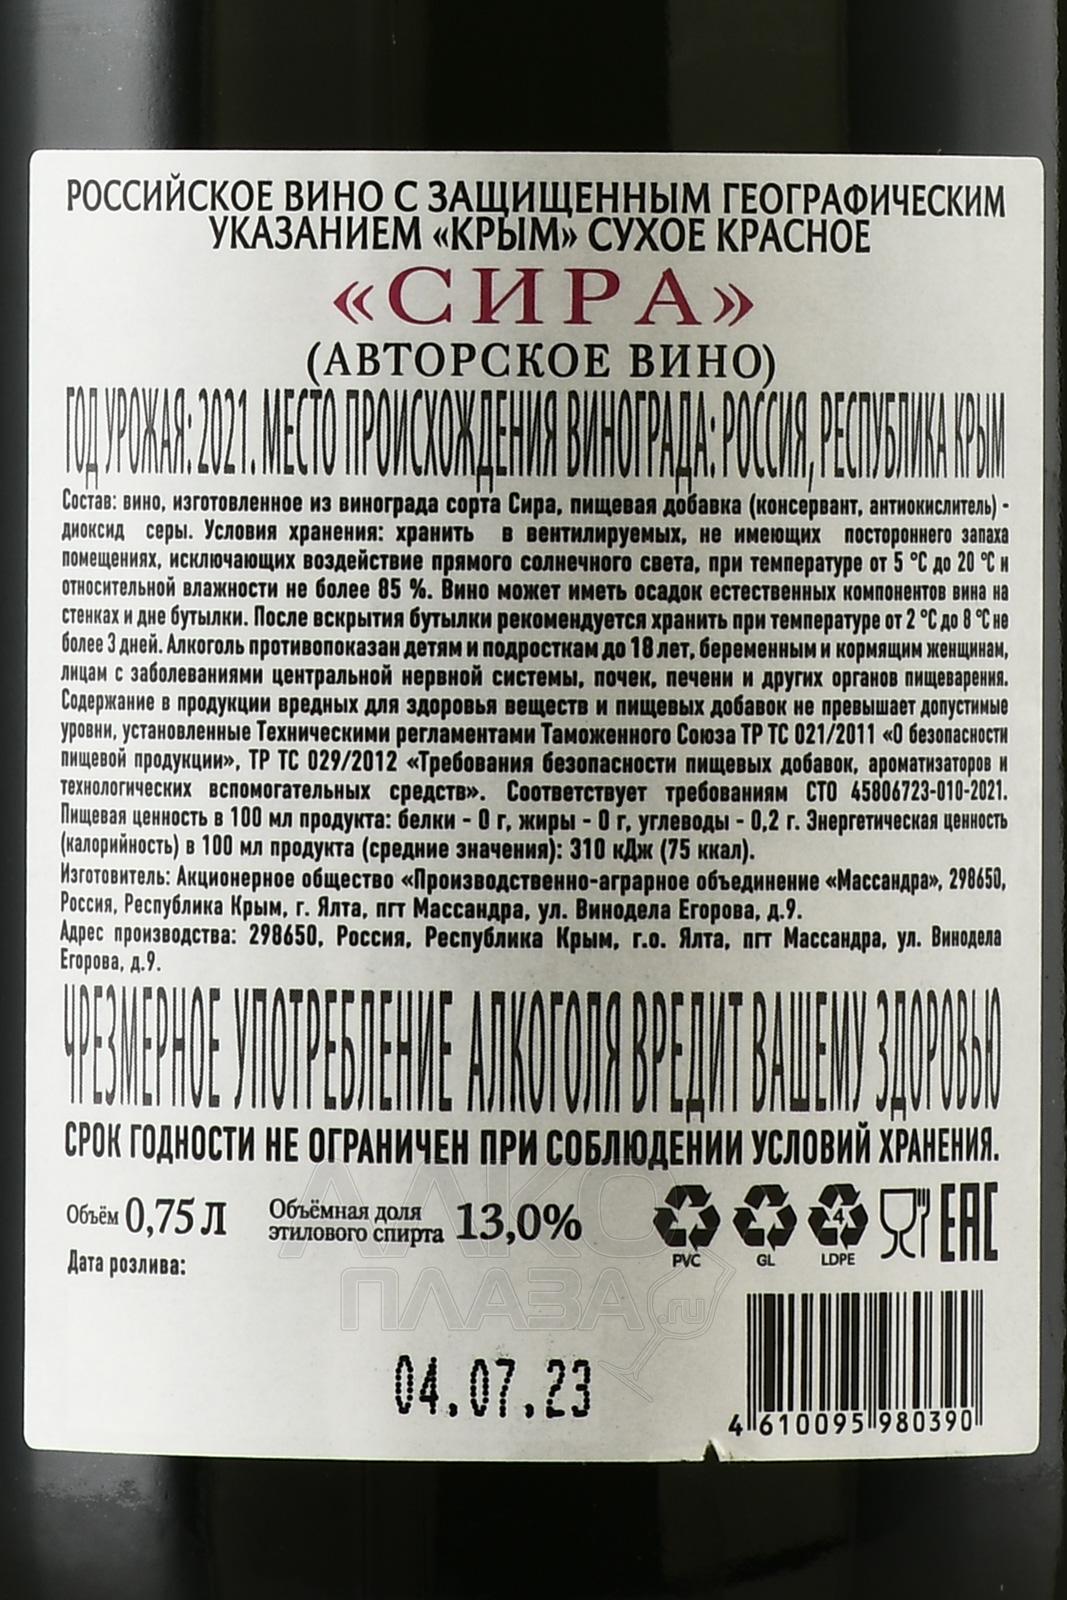 РОССИЙСКОЕ ВИНО С ЗАЩИЩЕННЫМ ГЕОГРАФИЧЕСКИМ
УКАЗАНИЕМ «КРЫМ» СУХОЕ КРАСНОЕ
«СИРА»
(АВТОРСКОЕ ВИНО)
ГОД УРОЖАЯ: 2021. МЕСТО ПРОИСХОЖДЕНИЯ ВИНОГРАДА: РОССИЯ, РЕСПУБЛИКА КРЫМ
Состав: вино, изготовленное из винограда сорта Сира, пищевая добавка (консервант, антиокислитель) -
диоксид серы. Условия хранения: хранить в вентилируемых, не имеющих постороннего запаха
помещениях, исключающих воздействие прямого солнечного света, при температуре от 5 °С до 20 °С и
относительной влажности не более 85 %. Вино может иметь осадок естественных компонентов вина на
стенках и дне бутылки. После вскрытия бутылки рекомендуется хранить при температуре от 2 °С до 8 °С не
более 3 дней. Алкоголь противопоказан детям и подросткам до 18 лет, беременным и кормящим женщинам,
лицам с заболеваниями центральной нервной системы, почек, печени и других органов пищеварения.
Содержание в продукции вредных для здоровья веществ и пищевых добавок не превышает допустимые
уровни, установленные Техническими регламентами Таможенного Союза ТР ТС 021/2011 «О безопасности
пищевой продукции», ТР ТС 029/2012 «Требования безопасности пищевых добавок, ароматизаторов и
технологических вспомогательных средств». Соответствует требованиям СТО 45806723-010-2021.
Пищевая ценность в 100 мл продукта: белки - 0 г, жиры - 0 г, углеводы - 0,2 г. Энергетическая ценность
(калорийность) в 100 мл продукта (средние значения): 310 кДж (75 ккал).
Изготовитель: Акционерное общество «Производственно-аграрное объединение «Массандра», 298650,
Россия, Республика Крым, г. Ялта, пгт Массандра, ул. Винодела Егорова, д.9.
Адрес производства: 298650, Россия, Республика Крым, г.о. Ялта, пгт Массандра, ул. Винодела
Егорова, д.9.
ЧРЕЗМЕРНОЕ УПОТРЕБЛЕНИЕ АЛКОГОЛЯ ВРЕДИТ ВАШЕМУ ЗДОРОВЬЮ
СРОК ГОДНОСТИ НЕ ОГРАНИЧЕН ПРИ СОБЛЮДЕНИИ УСЛОВИЙ ХРАНЕНИЯ.
Объём 0,75 Л
Объёмная доля
этилового спирта 13,0%
PVC GL 4 LDPE EAC
Дата розлива:
АЛКО
ПЛАЗА.ru
04.07.23
4 610095 980390